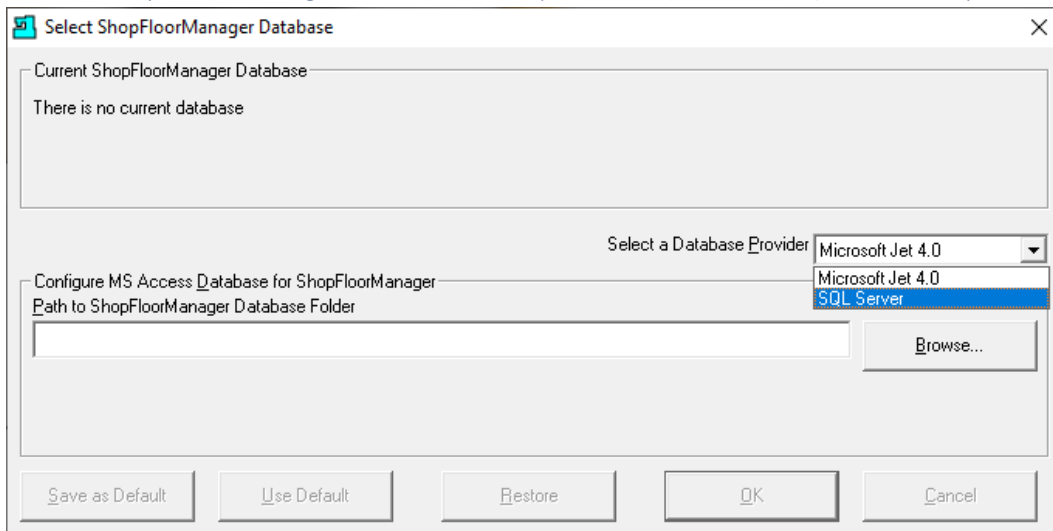 Select ShopFloorManager Database
Current ShopFloorManager Database
There is no current database
Select a Database Provider
Microsoft Jet 4.0
Microsoft Jet 4.0
SQL Server
Configure MS Access Database for ShopFloorManager
Path to ShopFloorManager Database Folder
Browse...
Save as Default
Use Default
Restore
OK
Cancel